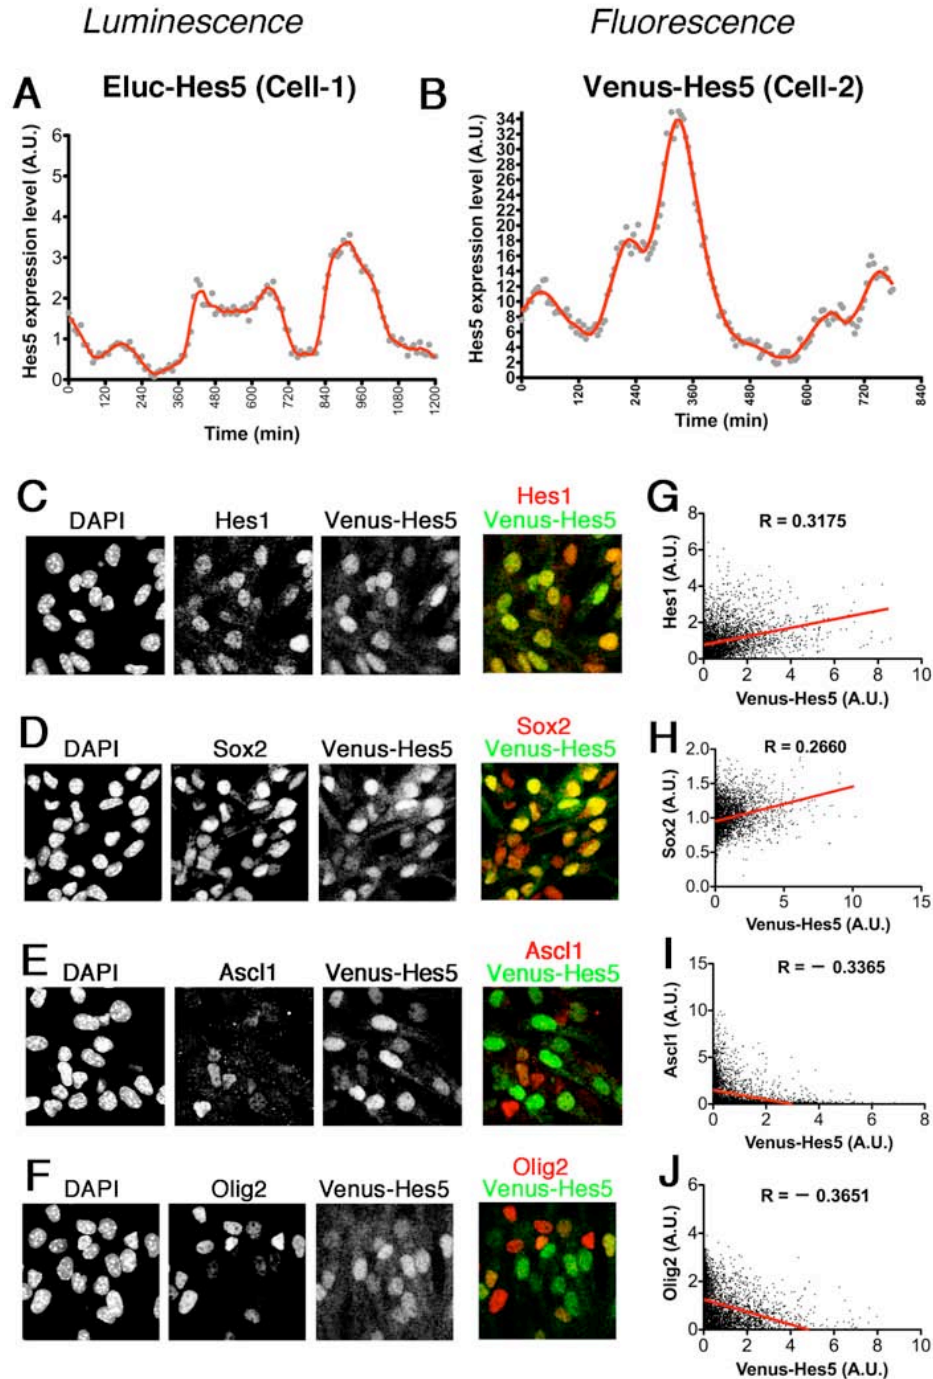 Luminescence
Fluorescence
A
Eluc-Hes5 (Cell-1)
Hes5 expression level (A.U.)
6
5
4
3
2
1
0
0
120
240
360
480
600
720
840
960
1080
1200
Time (min)
B
Venus-Hes5 (Cell-2)
Hes5 expression level (A.U.)
34
32
30
28
26
24
22
20
18
16
14
12
10
8
6
4
2
0
0
120
240
360
480
600
720
840
Time (min)
C
DAPI
Hes1
Venus-Hes5
Hes1
Venus-Hes5
G
R = 0.3175
Hes1 (A.U.)
8
6
4
2
0
0 2 4 6 8 10
Venus-Hes5 (A.U.)
D
DAPI
Sox2
Venus-Hes5
Sox2
Venus-Hes5
H
R = 0.2660
Sox2 (A.U.)
2.0
1.5
1.0
0.5
0.0
0 5 10 15
Venus-Hes5 (A.U.)
E
DAPI
Ascl1
Venus-Hes5
Ascl1
Venus-Hes5
I
R = − 0.3365
Ascl1 (A.U.)
15
10
5
0
0 2 4 6 8
Venus-Hes5 (A.U.)
F
DAPI
Olig2
Venus-Hes5
Olig2
Venus-Hes5
J
R = − 0.3651
Olig2 (A.U.)
6
4
2
0
0 2 4 6 8 10
Venus-Hes5 (A.U.)